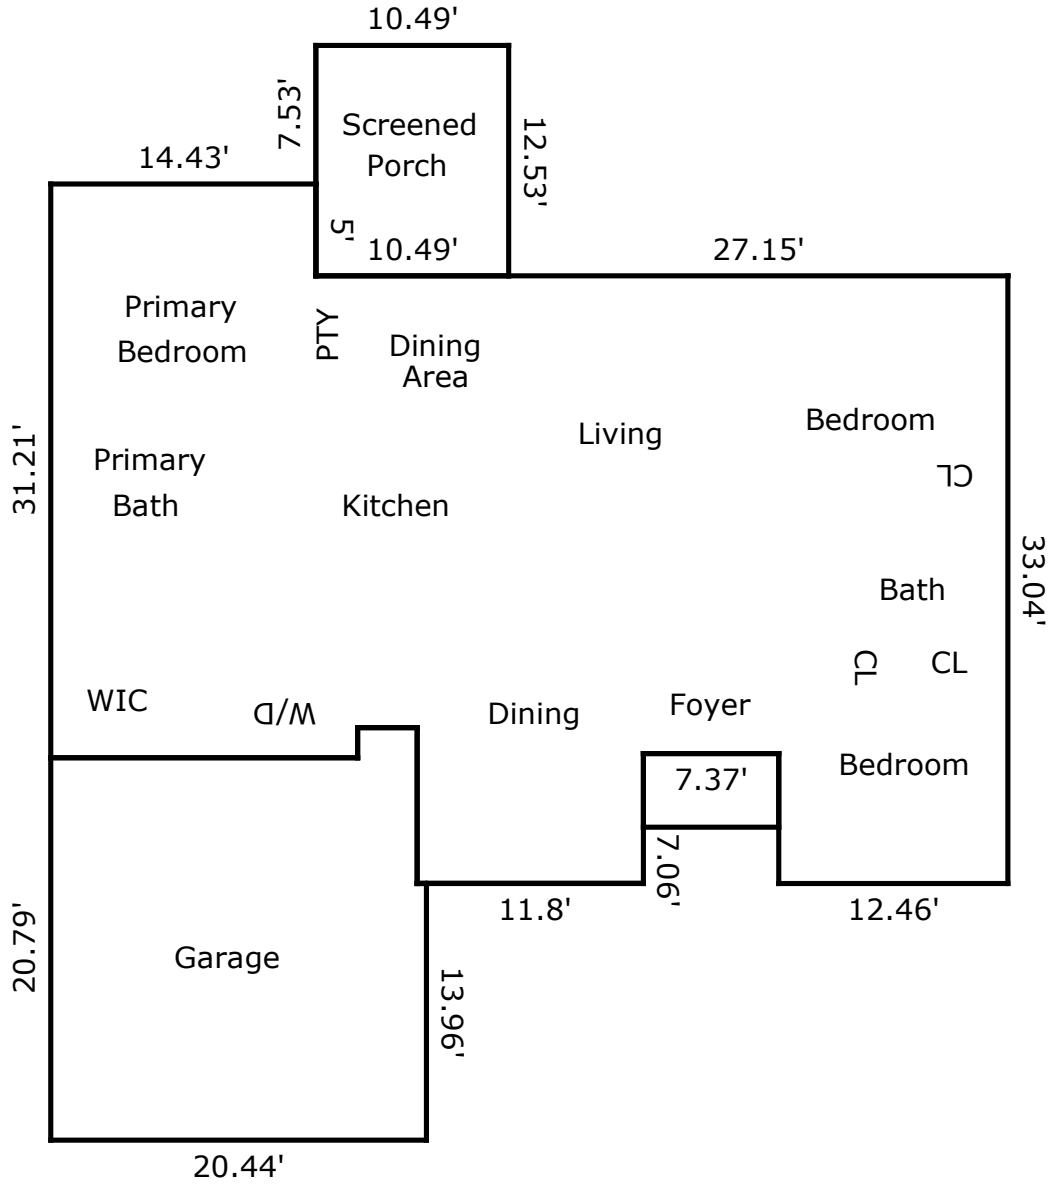 10.49'
7.53'
Screened
Porch
12.53'
14.43'
5'
10.49'
27.15'
Primary
Bedroom
PTY
Dining
Area
Living
Bedroom
31.21'
Primary
Bath
Kitchen
CL
33.04'
Bath
CL
CL
WIC
W/D
Dining
Foyer
Bedroom
7.37'
7.06'
11.8'
12.46'
20.79'
Garage
13.96'
20.44'